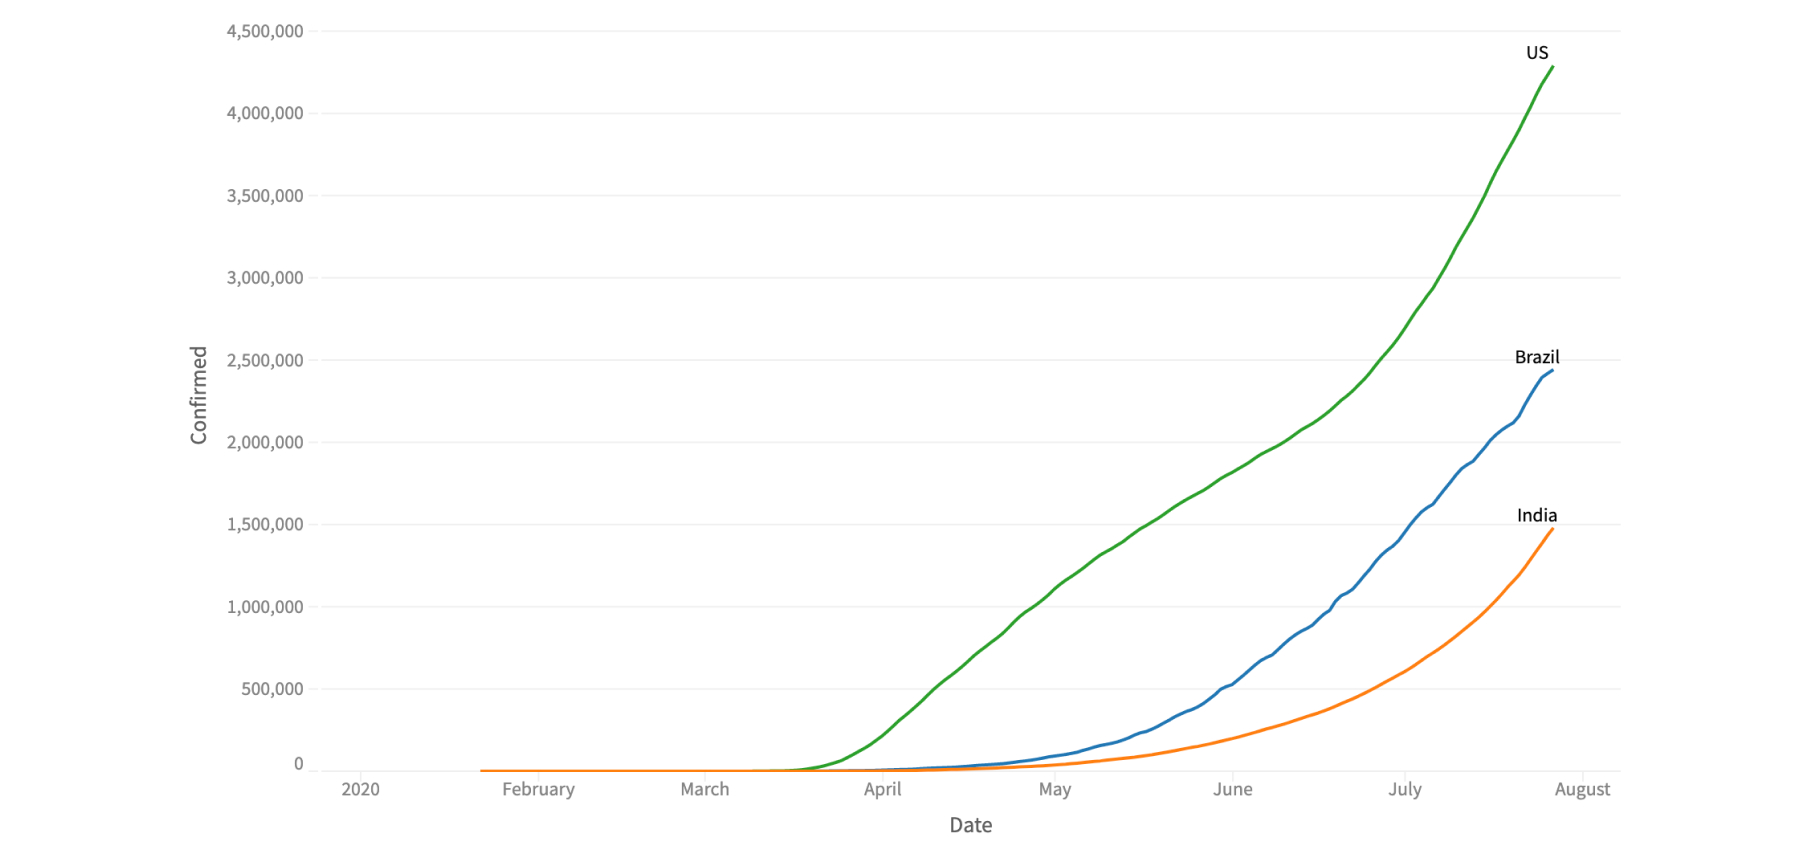 4,500,000
US
4,000,000
3,500,000
3,000,000
2,500,000
Brazil
Confirmed
2,000,000
1,500,000
India
1,000,000
500,000
0
2020 February March April May June July August
Date